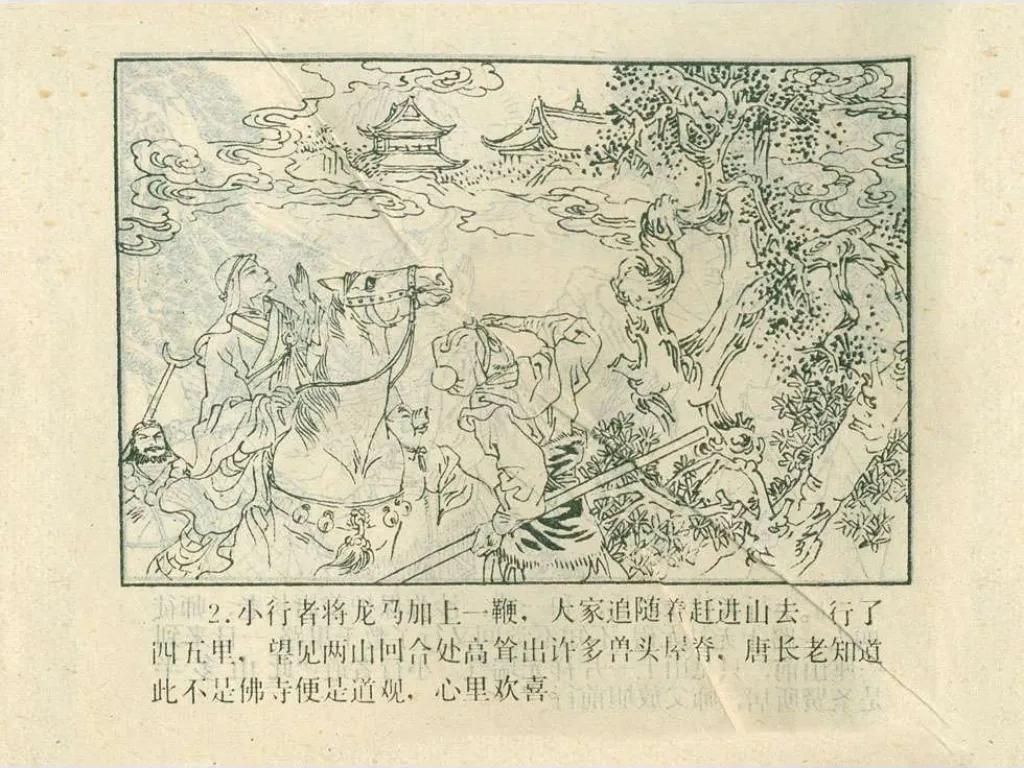 2.小行者将龙马加上一鞭，大家追随着赶进山去。行了
四五里，望见两山回合处高耸出许多兽头屋脊，唐长老知道
此不是佛寺便是道观，心里欢喜